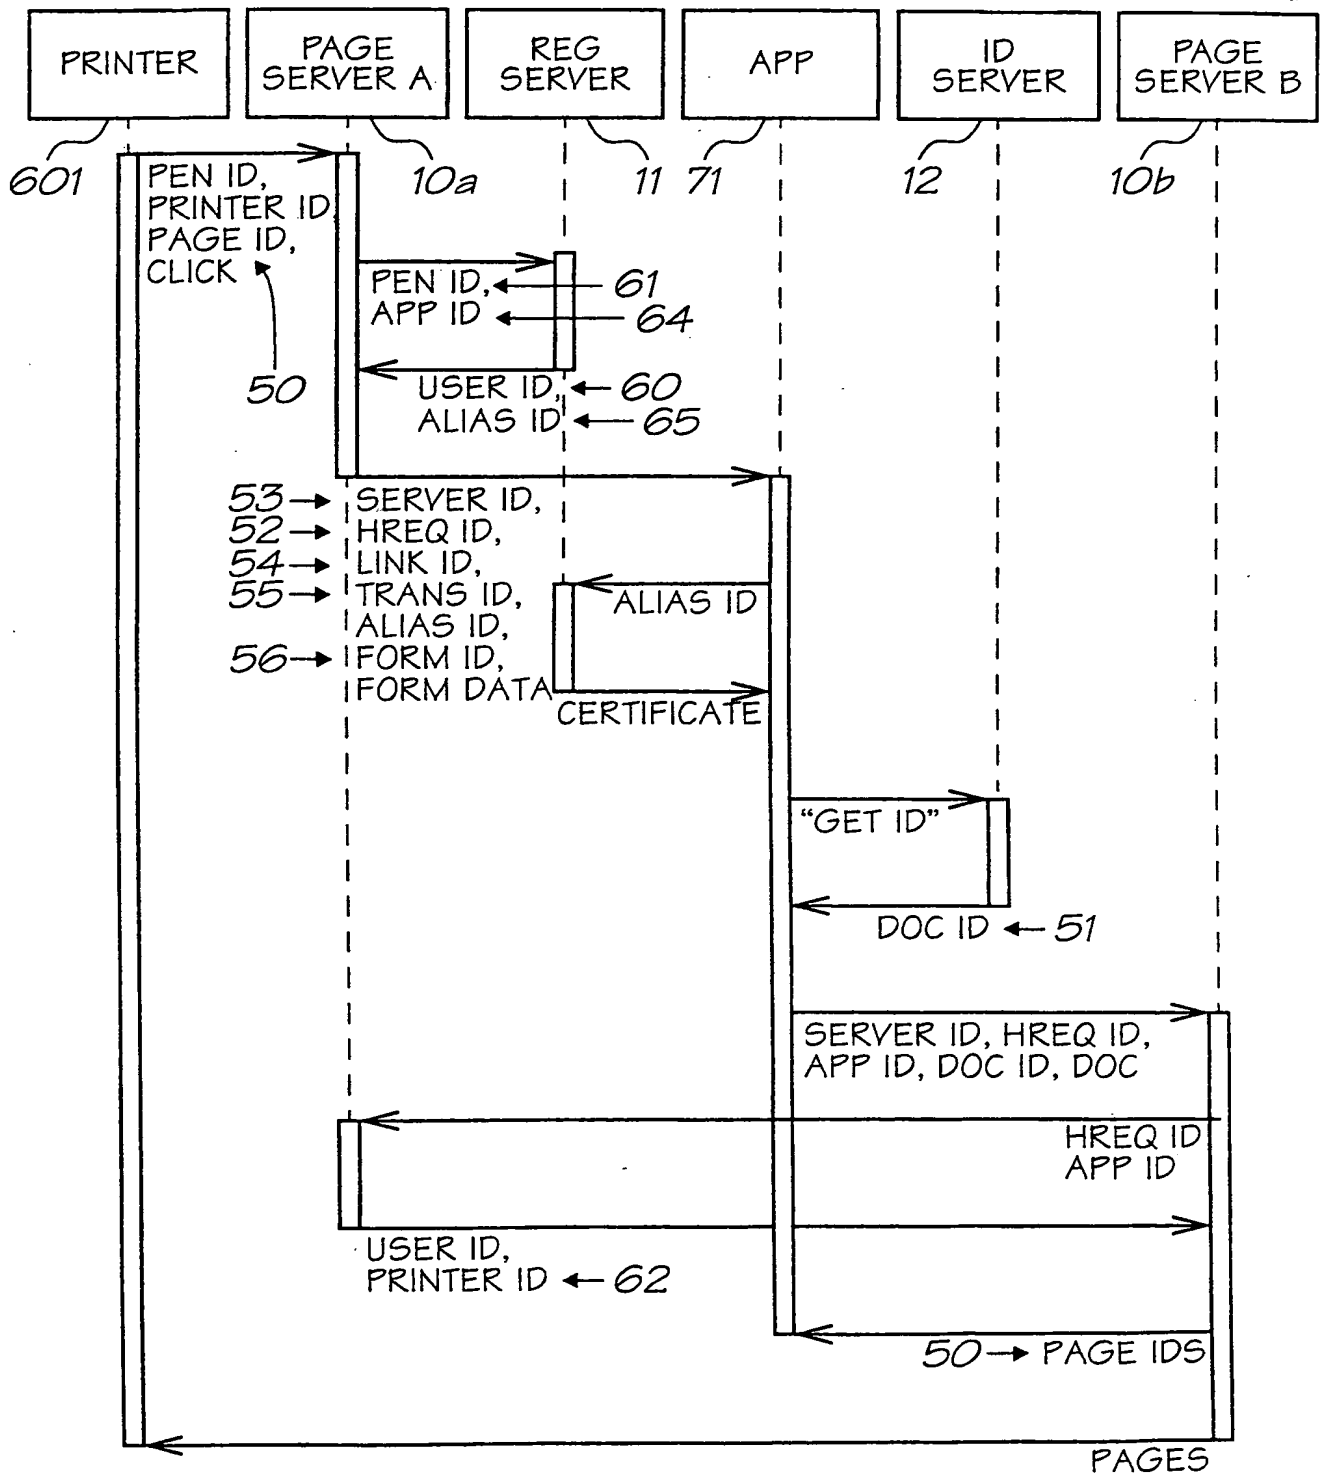 PRINTER
PAGE
SERVER A
REG
SERVER
APP
ID
SERVER
PAGE
SERVER B
601
10a
11
71
12
10b
PEN ID,
PRINTER ID
PAGE ID,
CLICK
50
PEN ID,
61
APP ID
64
USER ID,
60
ALIAS ID
65
53
SERVER ID,
52
HREQ ID,
54
LINK ID,
55
TRANS ID,
ALIAS ID,
56
FORM ID,
FORM DATA
ALIAS ID
CERTIFICATE
“GET ID”
DOC ID
51
SERVER ID, HREQ ID,
APP ID, DOC ID, DOC
HREQ ID
APP ID
USER ID,
PRINTER ID
62
50
PAGE IDS
PAGES